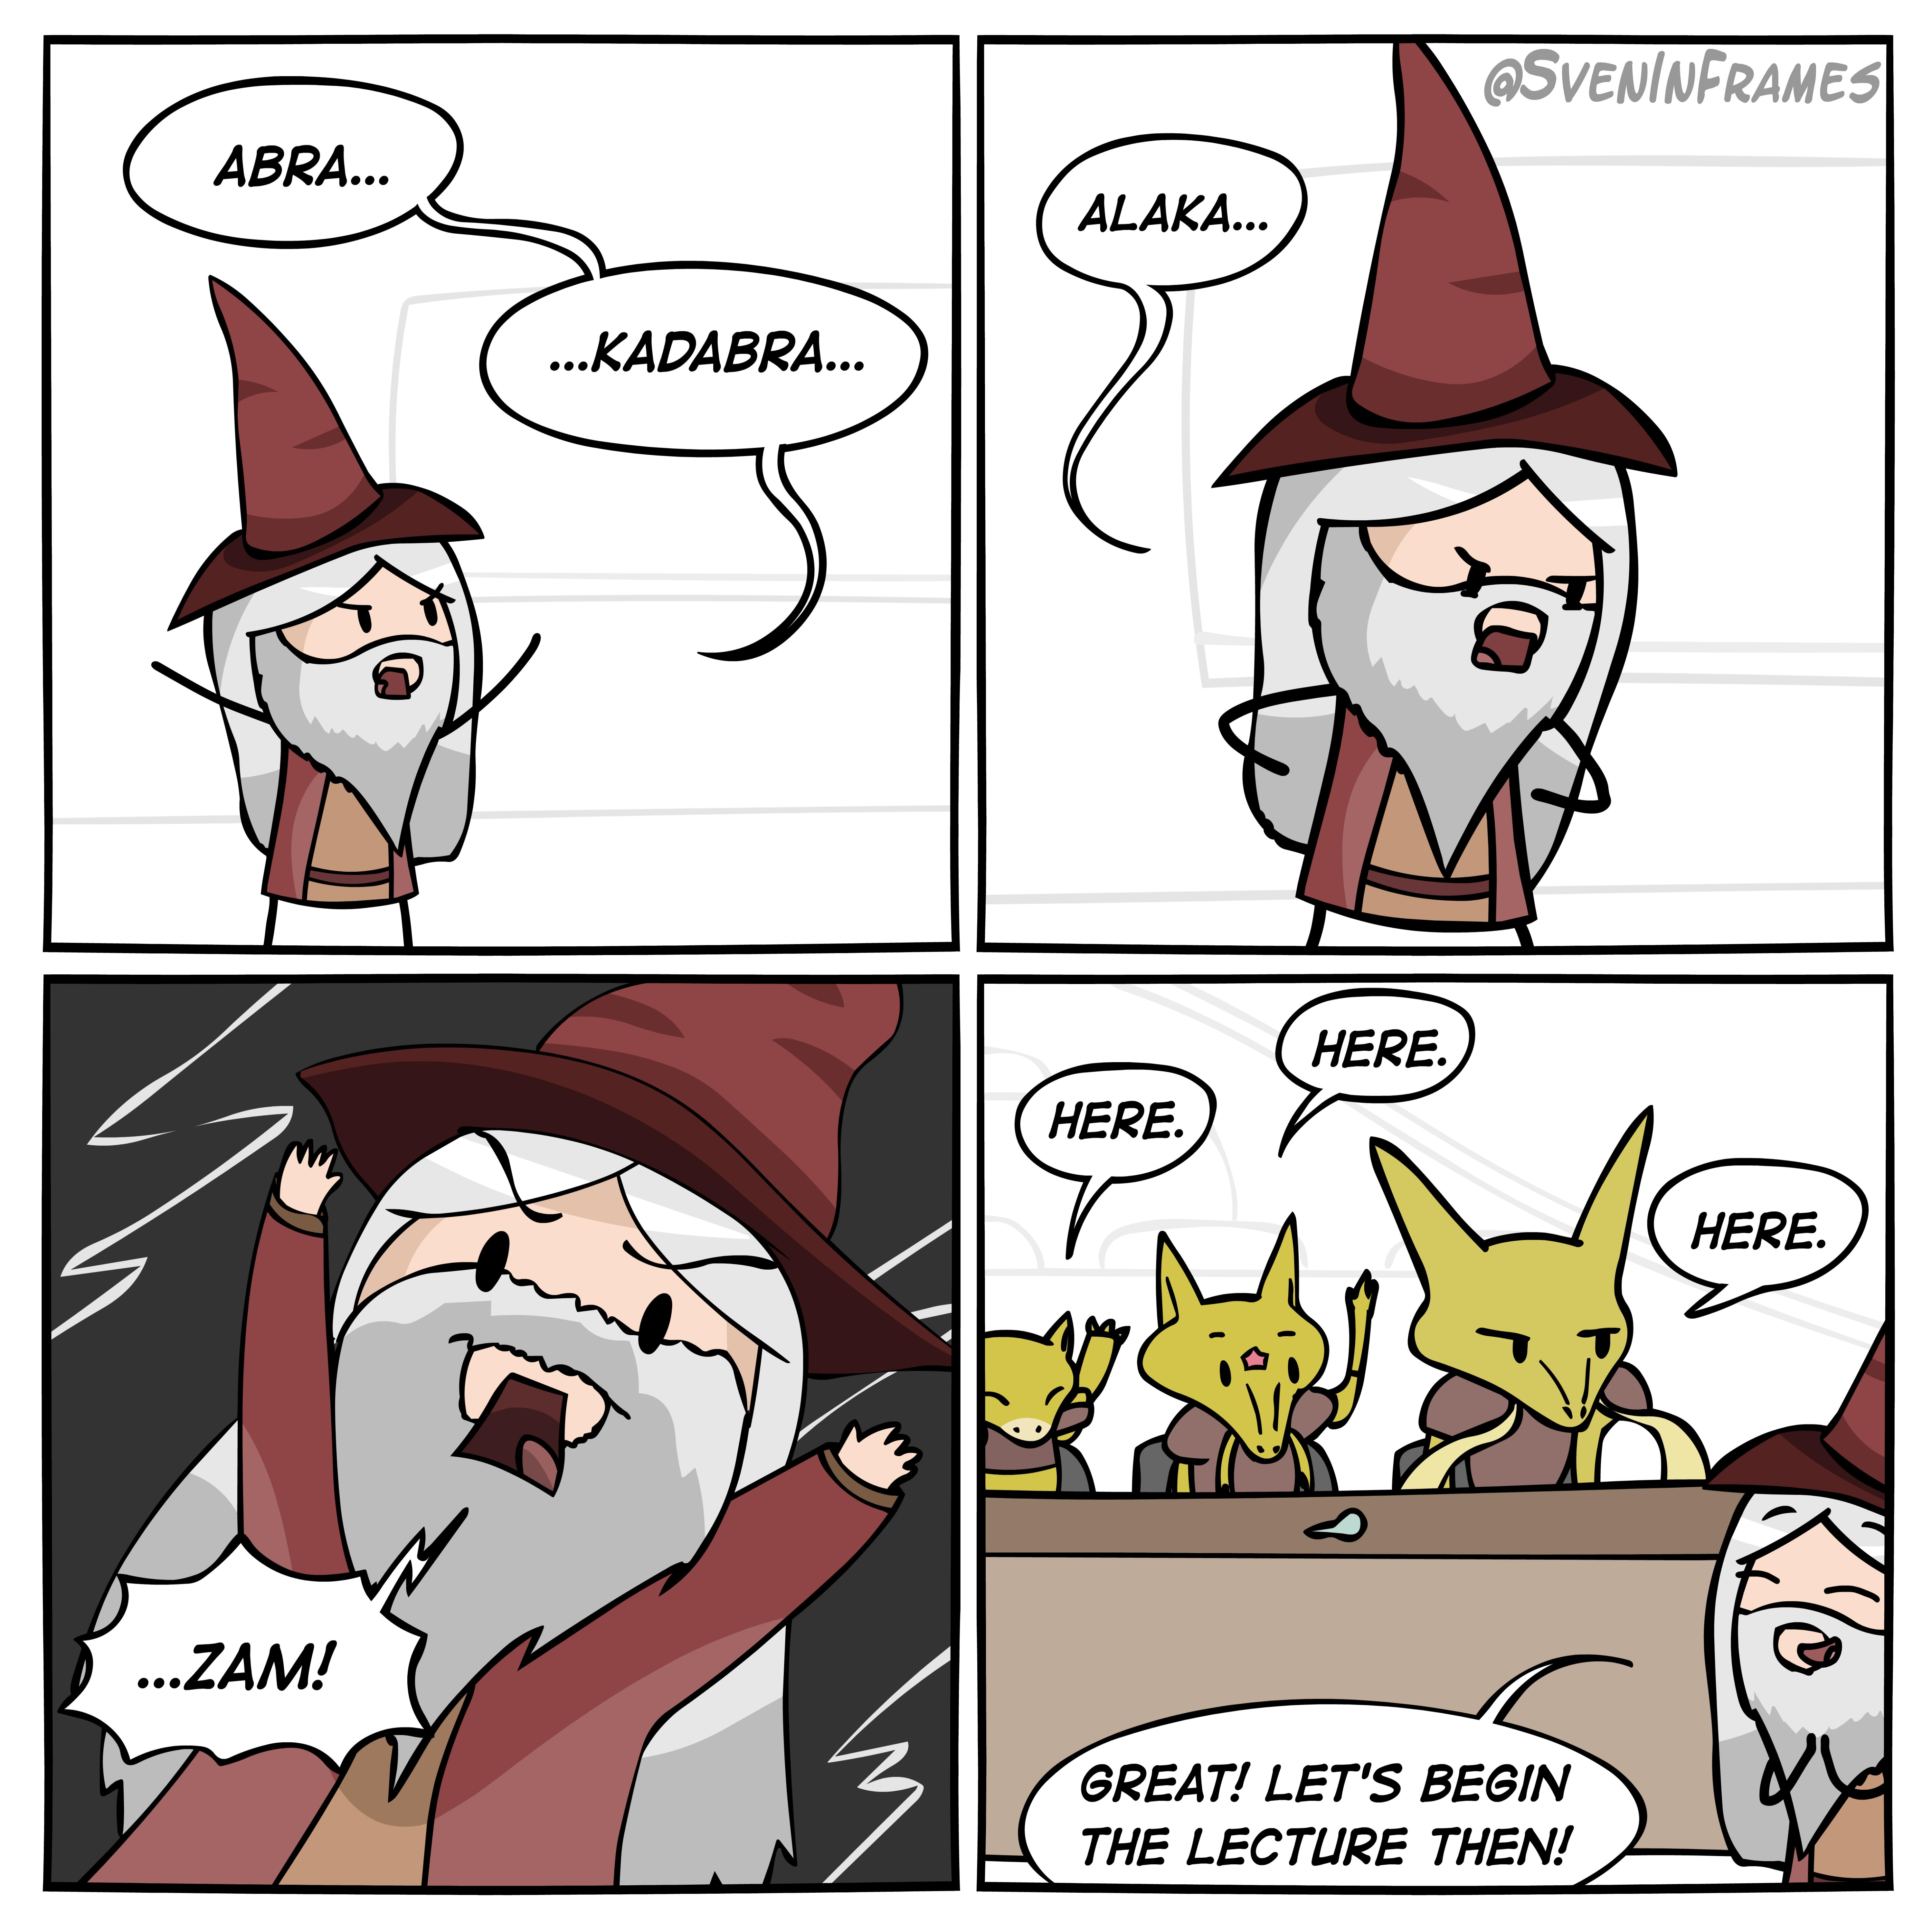 ABRA...
...KADABRA...
@SvenInFrames
ALAKA...
...ZAM!
HERE.
HERE.
HERE.
GREAT! LET'S BEGIN
THE LECTURE THEN!!